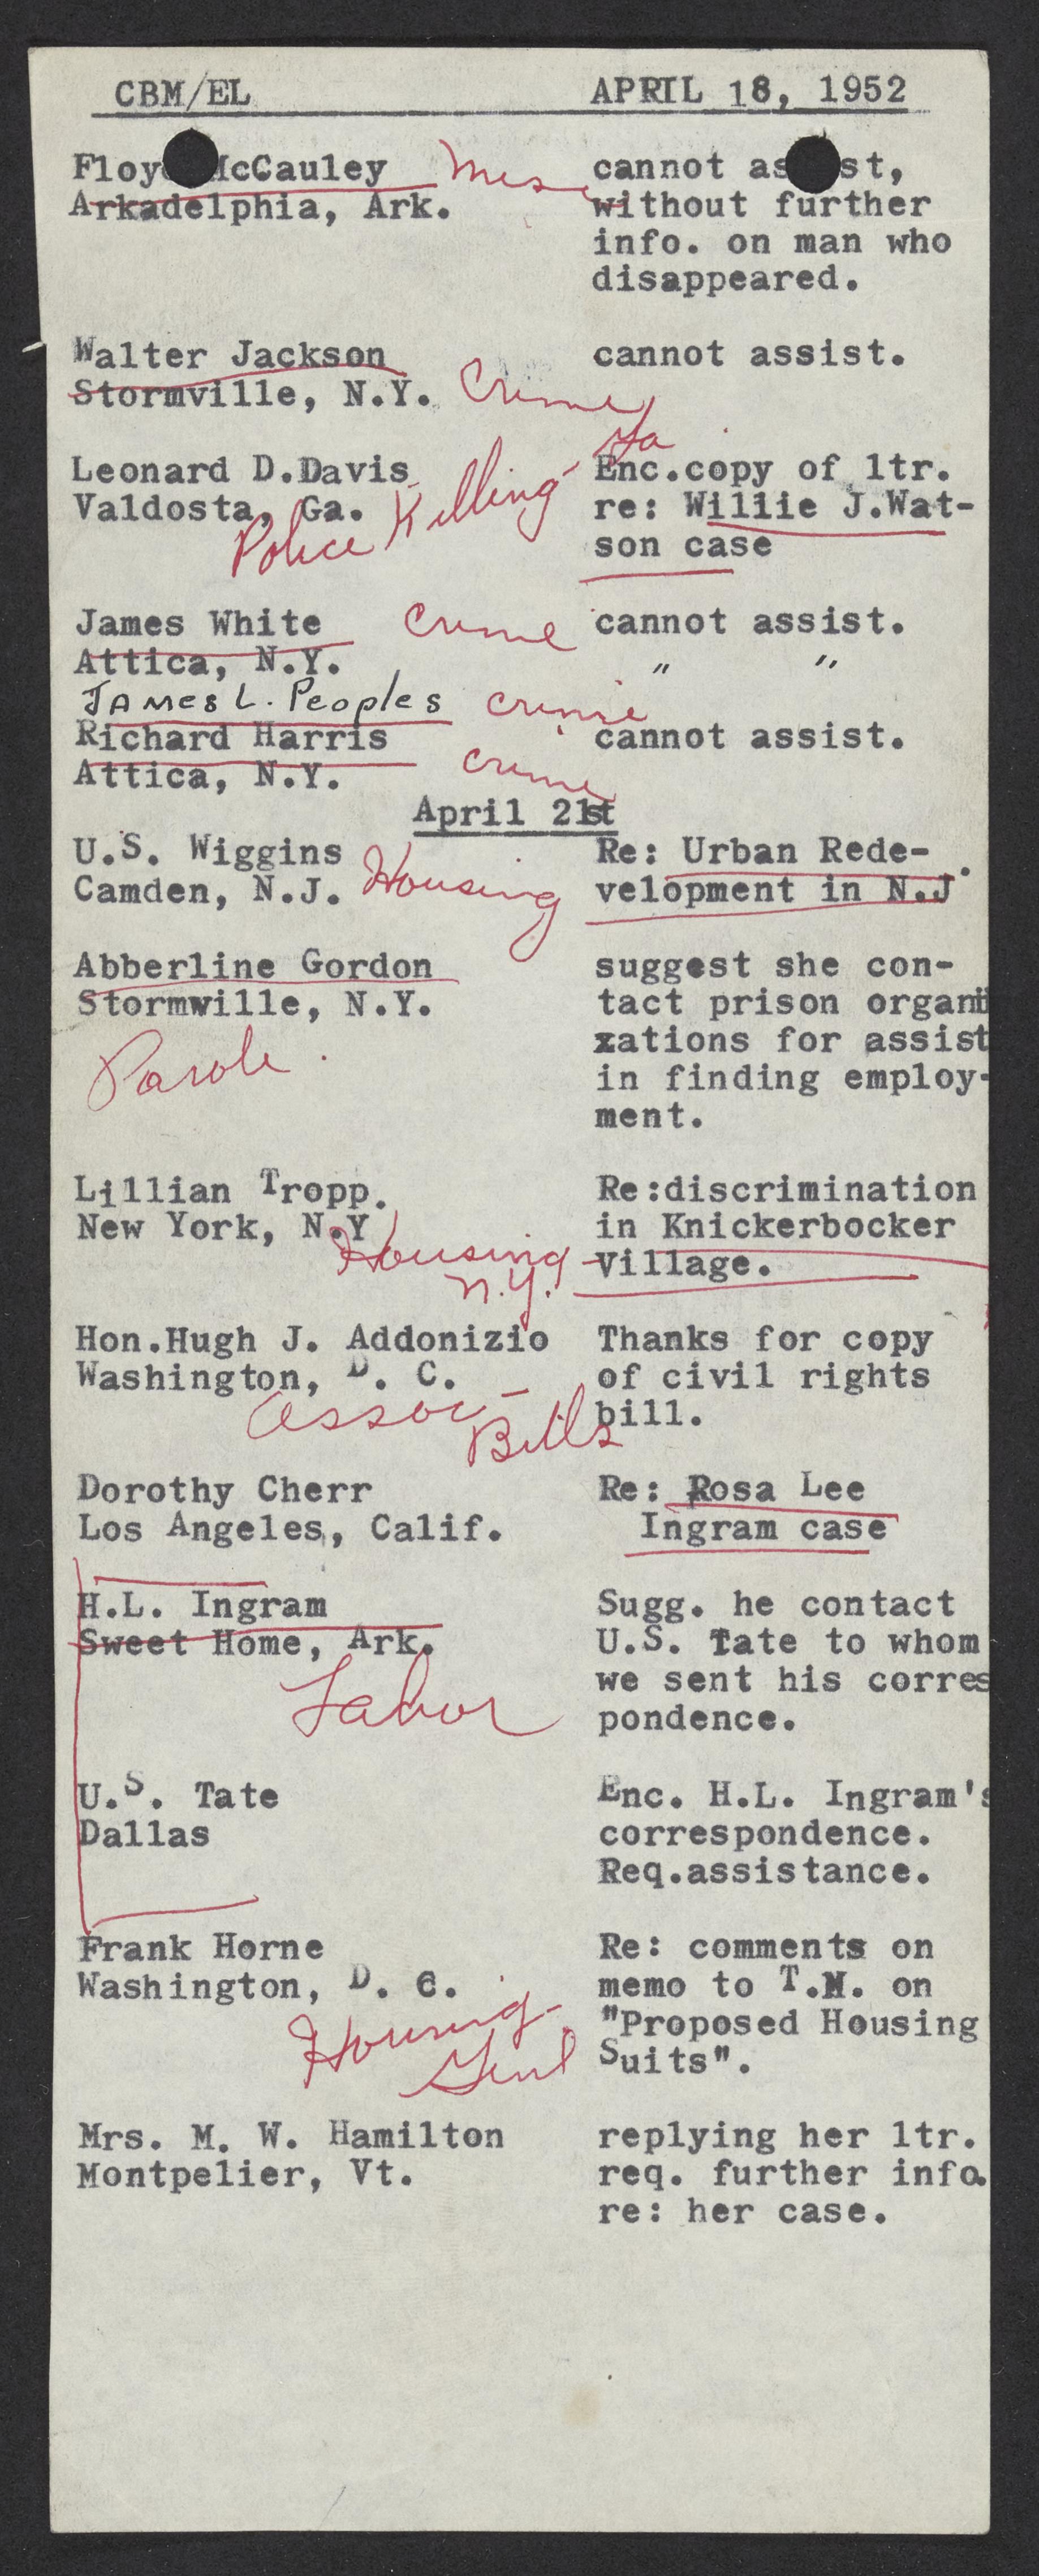 CBM/EL APRIL 18, 1952
Floy McCauley Misc cannot as st,
Arkadelphia, Ark. without further
info. on man who
disappeared.
Walter Jackson cannot assist.
Stormville, N.Y. Crime
Leonard D.Davis Enc.copy of ltr.
Valdosta, Ga. re: Willie J.Wat-
Police Killing - Ga son case
James White Crime cannot assist.
Attica, N.Y. " "
JAMES L. Peoples crime
Richard Harris cannot assist.
Attica, N.Y. crime
April 21st
U.S. Wiggins Re: Urban Rede-
Camden, N.J. Housing velopment in N.J.
Abberline Gordon suggest she con-
Stormwille, N.Y. tact prison organi
Parole zations for assist
in finding employ-
ment.
Lillian Tropp. Re:discrimination
New York, N.Y in Knickerbocker
Housing Village.
N.Y.
Hon.Hugh J. Addonizio Thanks for copy
Washington, D. C. of civil rights
Assoc - bill.
Bills
Dorothy Cherr Re: Rosa Lee
Los Angeles, Calif. Ingram case
H.L. Ingram Sugg. he contact
Sweet Home, Ark. U.S. Tate to whom
Labor we sent his corres
pondence.
U.S. Tate Enc. H.L. Ingram's
Dallas correspondence.
Req.assistance.
Frank Horne Re: comments on
Washington, D. C. memo to T.M. on
Housing- "Proposed Housing
Genl Suits".
Mrs. M. W. Hamilton replying her ltr.
Montpelier, Vt. req. further info.
re: her case.